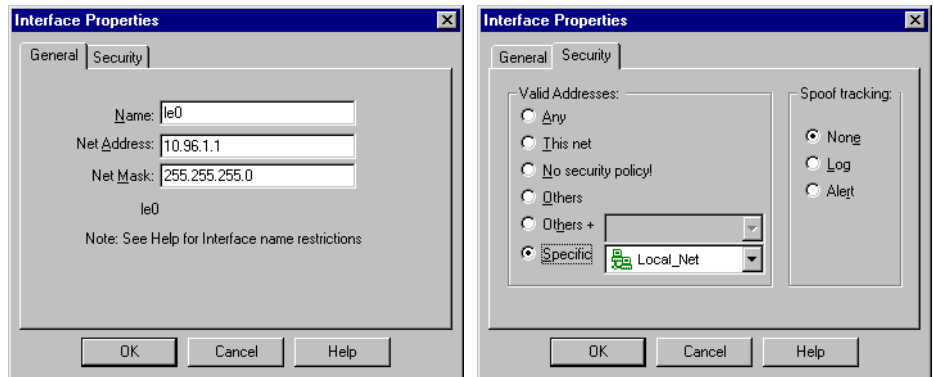 Interface Properties
General Security
Name: le0
Net Address: 10.96.1.1
Net Mask: 255.255.255.0
le0
Note: See Help for Interface name restrictions
OK Cancel Help
Interface Properties
General Security
Valid Addresses:
Any
This net
No security policy!
Others
Others +
Specific Local_Net
Spoof tracking:
None
Log
Alert
OK Cancel Help